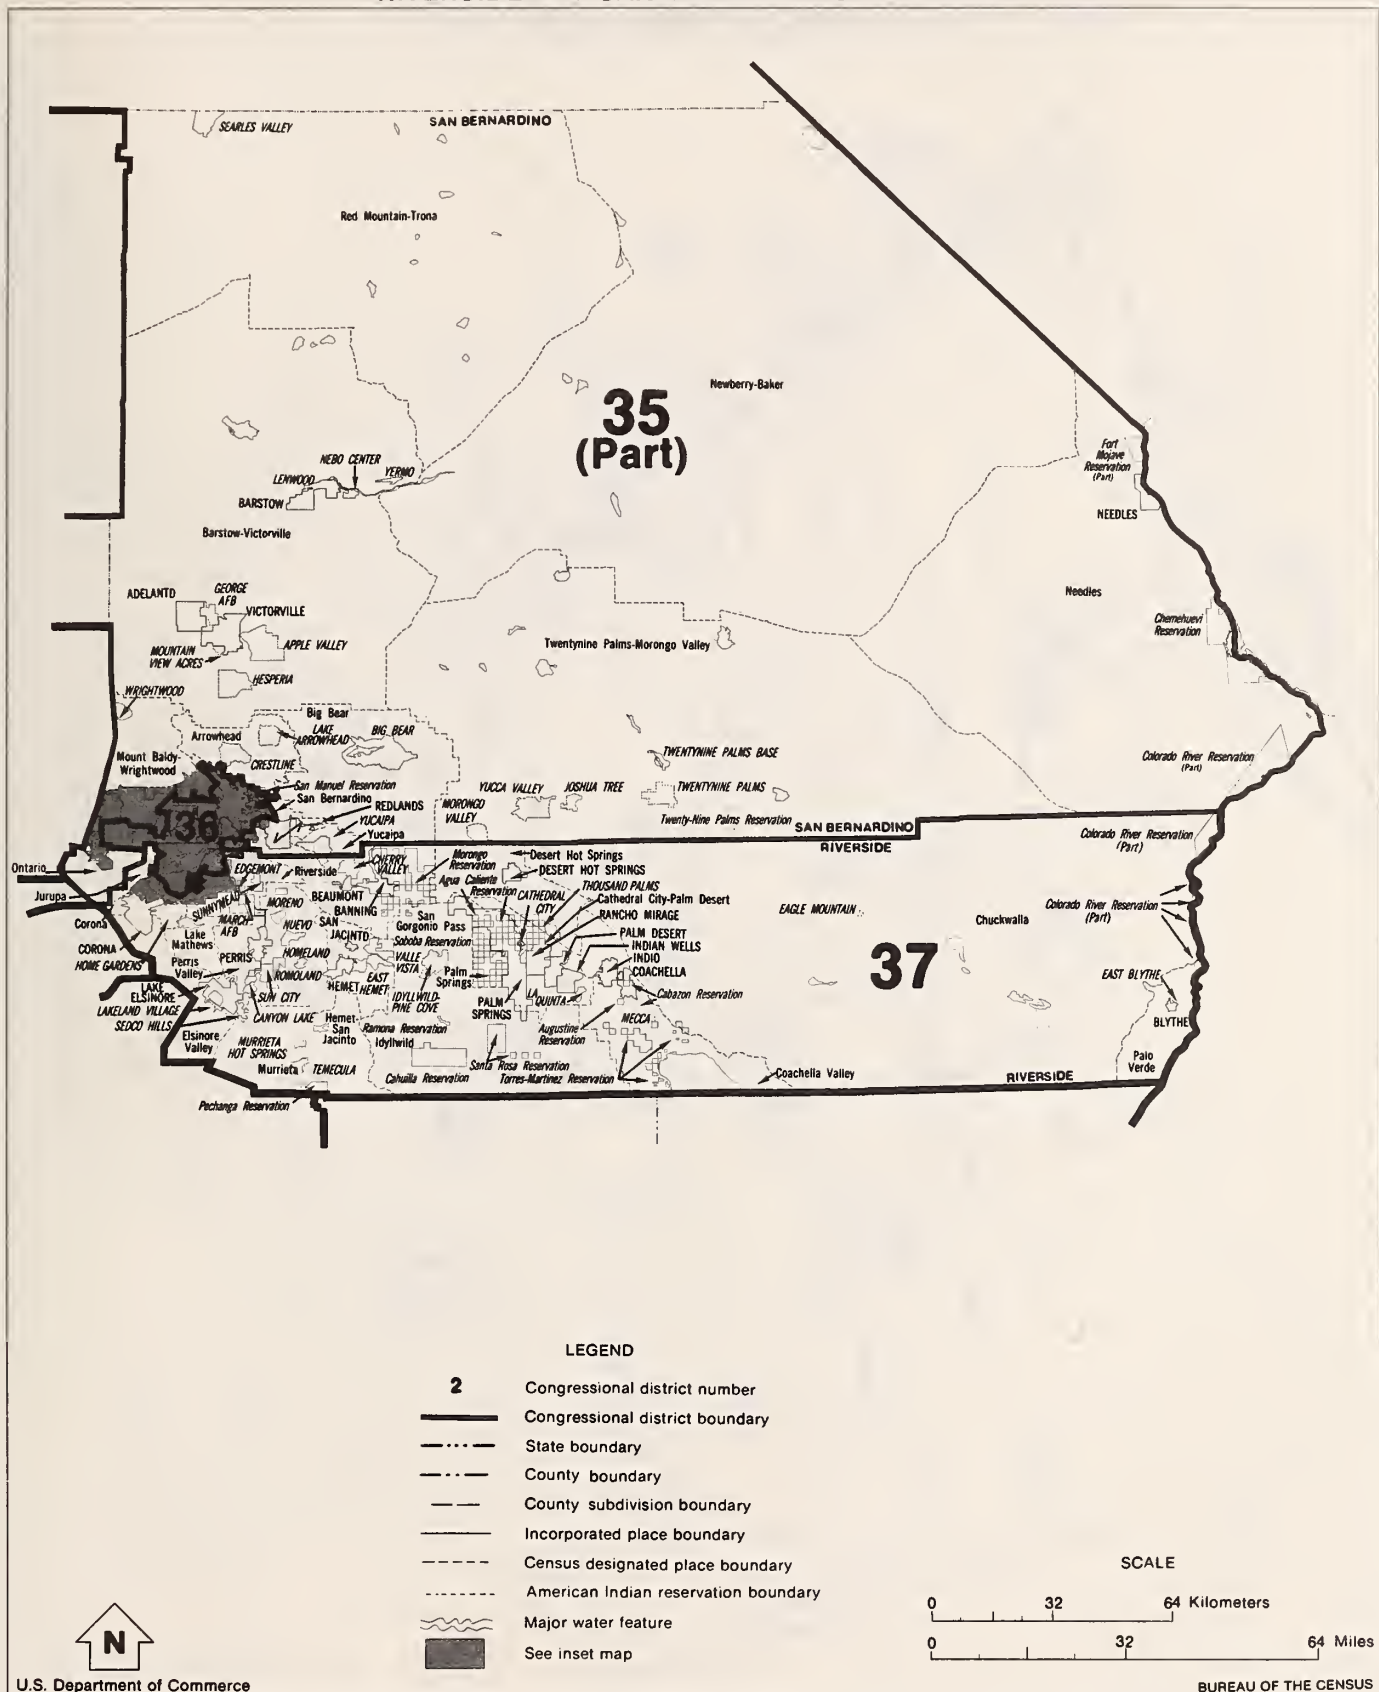 SAN BERNARDINO
SEARLES VALLEY
Red Mountain-Trona
35
(Part)
Newberry-Baker
Fort
Mojave
Reservation
(Part)
NEBO CENTER
YERMO
LENWOOD
BARSTOW
NEEDLES
Barstow-Victorville
ADELANTD
GEORGE
AFB
VICTORVILLE
Needles
Chemehuevi
Reservation
MOUNTAIN
VIEW ACRES
APPLE VALLEY
Twentynine Palms-Morongo Valley
HESPERIA
WRIGHTWOOD
Big Bear
Arrowhead
LAKE
ARROWHEAD
BIG BEAR
Mount Baldy-
Wrightwood
CRESTLINE
TWENTYNINE PALMS BASE
Colorado River Reservation
(Part)
San Manuel Reservation
San Bernardino
REDLANDS
YUCAIPA
Yucaipa
36
MORONGO
VALLEY
YUCCA VALLEY
JOSHUA TREE
TWENTYNINE PALMS
Twenty-Nine Palms Reservation
SAN BERNARDINO
RIVERSIDE
Colorado River Reservation
(Part)
Ontario
Jurupa
EDGEMONT
Riverside
CHERRY
VALLEY
Morongo
Reservation
Desert Hot Springs
DESERT HOT SPRINGS
Agua Caliente
Reservation
CATHEDRAL
CITY
THOUSAND PALMS
Cathedral City-Palm Desert
RANCHO MIRAGE
PALM DESERT
INDIAN WELLS
INDIO
COACHELLA
EAGLE MOUNTAIN
Chuckwalla
Colorado River Reservation
(Part)
SUNNYMEAD
MORENO
BEAUMONT
BANNING
San
Gorgonio Pass
Corona
MARCH
AFB
NUEVO
SAN
JACINTO
Soboba Reservation
CORONA
HOME GARDENS
Lake
Mathews
Perris
Valley
PERRIS
HOMELAND
ROMOLAND
VALLE
VISTA
Palm
Springs
37
EAST BLYTHE
LAKE
ELSINORE
LAKELAND VILLAGE
SEDCO HILLS
SUN CITY
HEMET
EAST
HEMET
IDYLLWILD-
PINE COVE
PALM
SPRINGS
LA
QUINTA
Cabazon Reservation
BLYTHE
CANYON LAKE
Hemet-
San
Jacinto
Ramona Reservation
Idyllwild
Augustine
Reservation
MECCA
Elsinore
Valley
MURRIETA
HOT SPRINGS
Murrieta
TEMECULA
Cahuilla Reservation
Santa Rosa Reservation
Torres-Martinez Reservation
Coachella Valley
RIVERSIDE
Palo
Verde
Pechanga Reservation
LEGEND
2 Congressional district number
Congressional district boundary
State boundary
County boundary
County subdivision boundary
Incorporated place boundary
Census designated place boundary
American Indian reservation boundary
Major water feature
See inset map
SCALE
0 32 64 Kilometers
0 32 64 Miles
N
U.S. Department of Commerce
BUREAU OF THE CENSUS